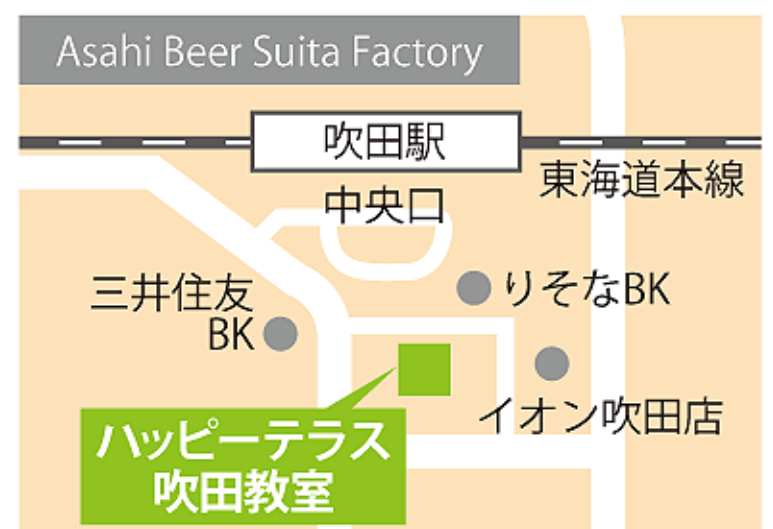 Asahi Beer Suita Factory
吹田駅
東海道本線
中央口
りそなBK
三井住友
BK
イオン吹田店
ハッピーテラス
吹田教室